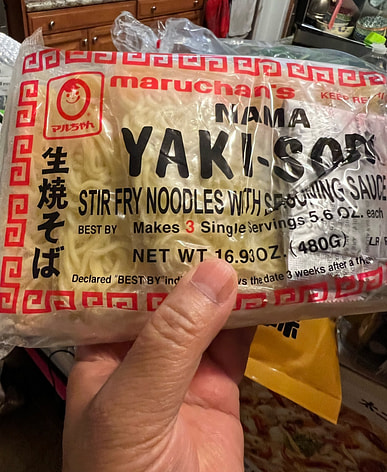 maruchan's
マルちゃん
KEEP RE
NAMA
YAKI-SOB
生焼そば
STIR FRY NOODLES WITH SEASONING SAUCE
BEST BY Makes 3 Single Servings 5.6 OZ. each
NET WT 16.93OZ. (480G)
Declared "BEST BY" the date 3 weeks after